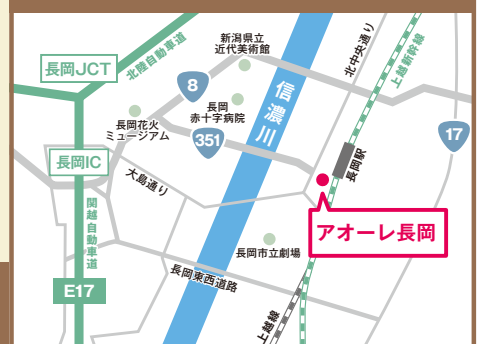 新潟県立
近代美術館
北中央通り
上越新幹線
北陸自動車道
長岡JCT
8
長岡
赤十字病院
信濃川
長岡花火
ミュージアム
351
17
長岡IC
長岡駅
大島通り
関越自動車道
アオーレ長岡
長岡市立劇場
長岡東西道路
E17
上越線